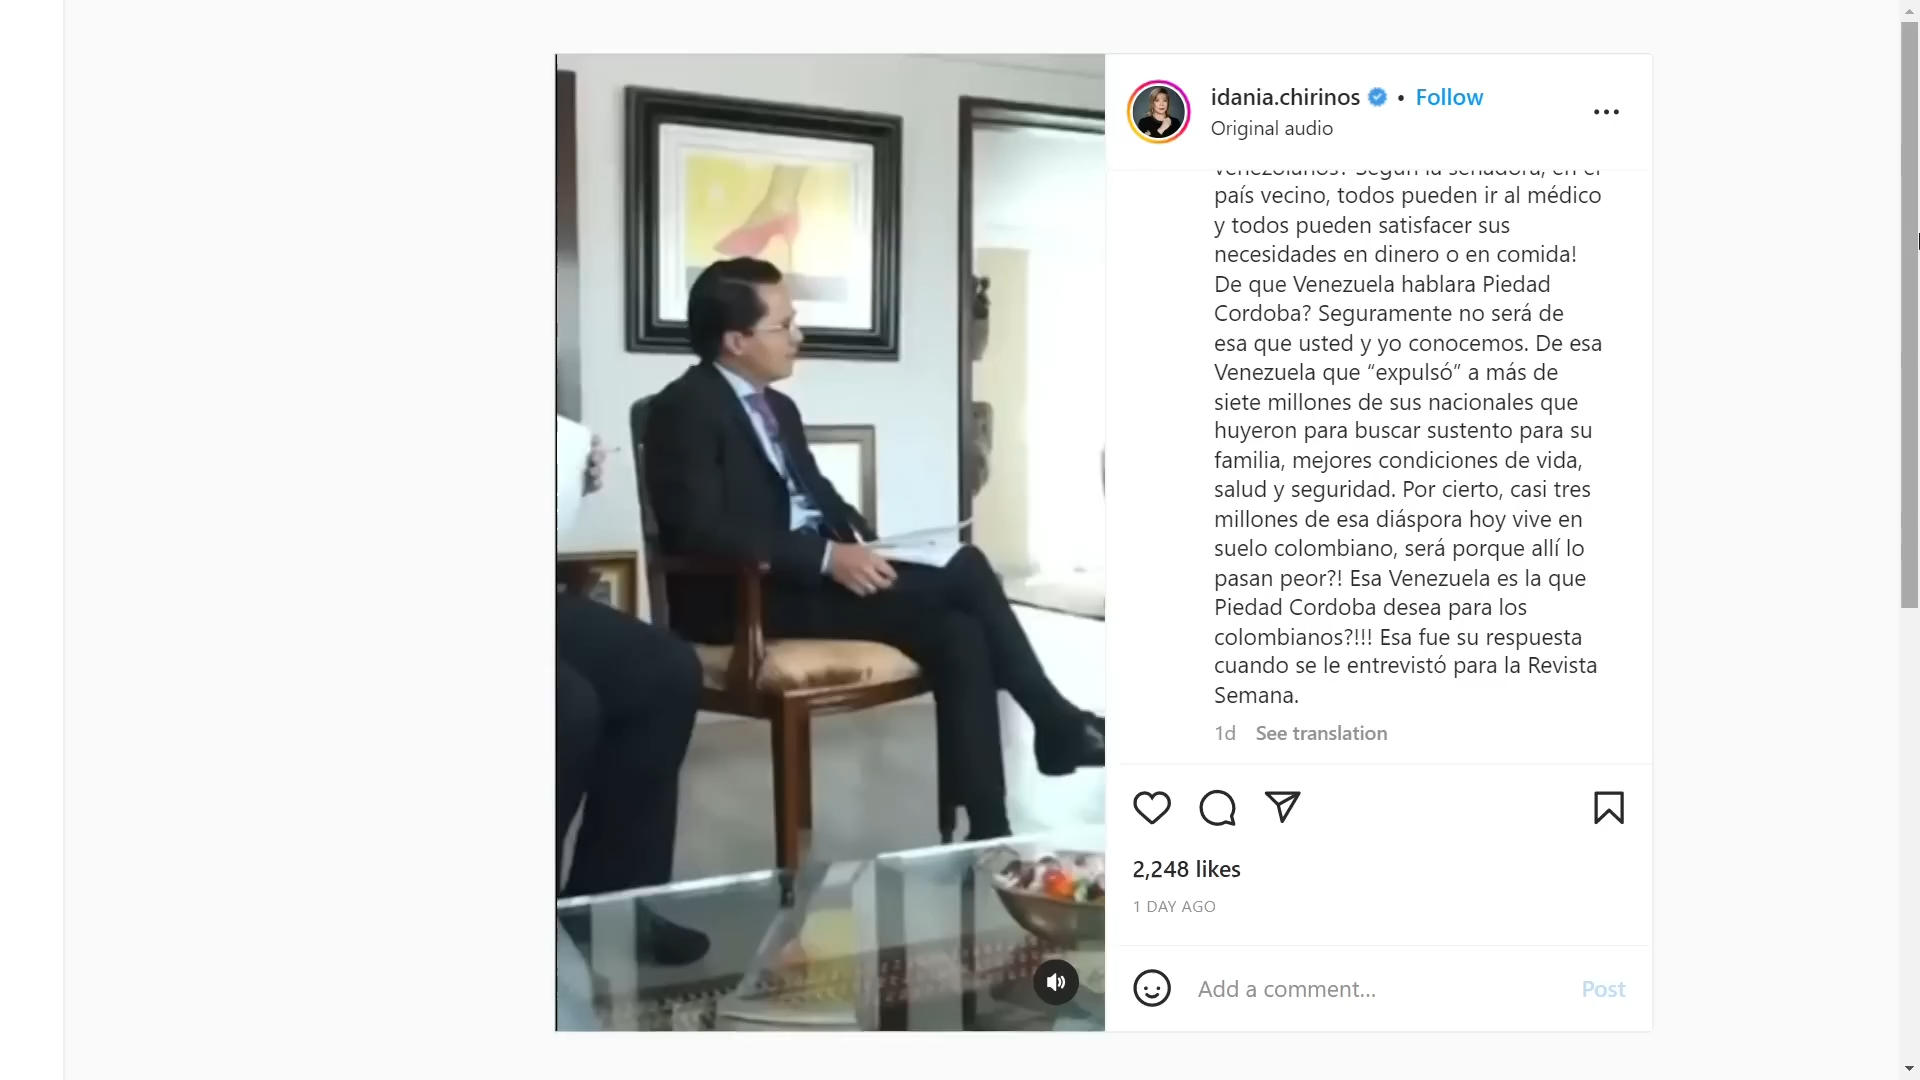 idania.chirinos • Follow
Original audio
venezolanos? Según la senadora, en el
país vecino, todos pueden ir al médico
y todos pueden satisfacer sus
necesidades en dinero o en comida!
De que Venezuela hablara Piedad
Cordoba? Seguramente no será de
esa que usted y yo conocemos. De esa
Venezuela que “expulsó” a más de
siete millones de sus nacionales que
huyeron para buscar sustento para su
familia, mejores condiciones de vida,
salud y seguridad. Por cierto, casi tres
millones de esa diáspora hoy vive en
suelo colombiano, será porque allí lo
pasan peor?! Esa Venezuela es la que
Piedad Cordoba desea para los
colombianos?!!! Esa fue su respuesta
cuando se le entrevistó para la Revista
Semana.
1d See translation
2,248 likes
1 DAY AGO
Add a comment... Post